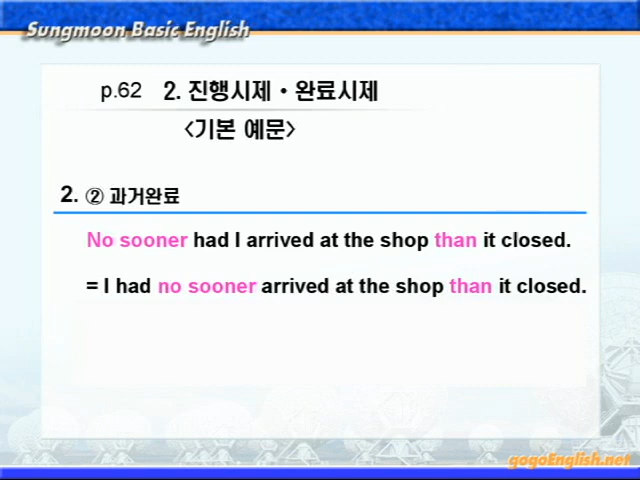 Sungmoon Basic English
p.62 2. 진행시제 • 완료시제
<기본 예문>
2. ② 과거완료
No sooner had I arrived at the shop than it closed.
= I had no sooner arrived at the shop than it closed.
gogoEnglish.net